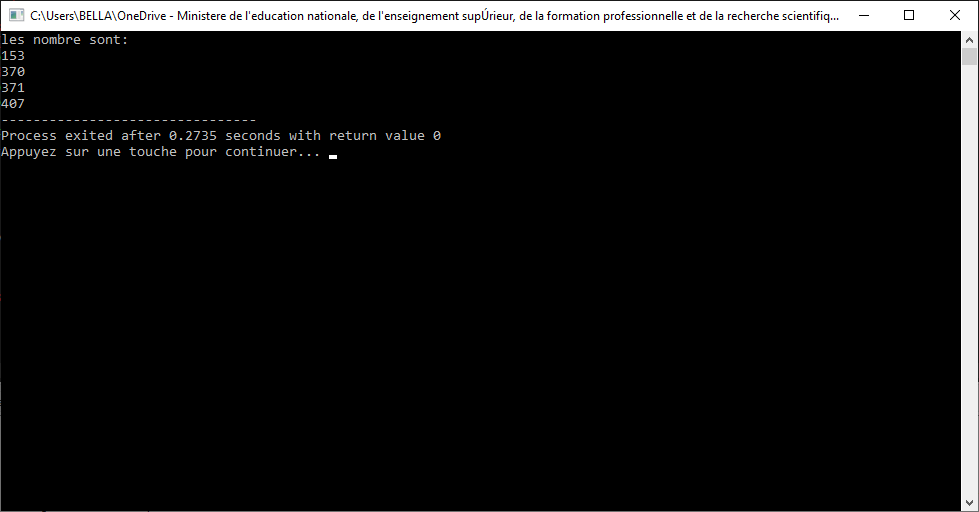 C:\Users\BELLA\OneDrive - Ministere de l'education nationale, de l'enseignement supÚrieur, de la formation professionnelle et de la recherche scientifiq...
les nombre sont:
153
370
371
407
--------------------------------
Process exited after 0.2735 seconds with return value 0
Appuyez sur une touche pour continuer...